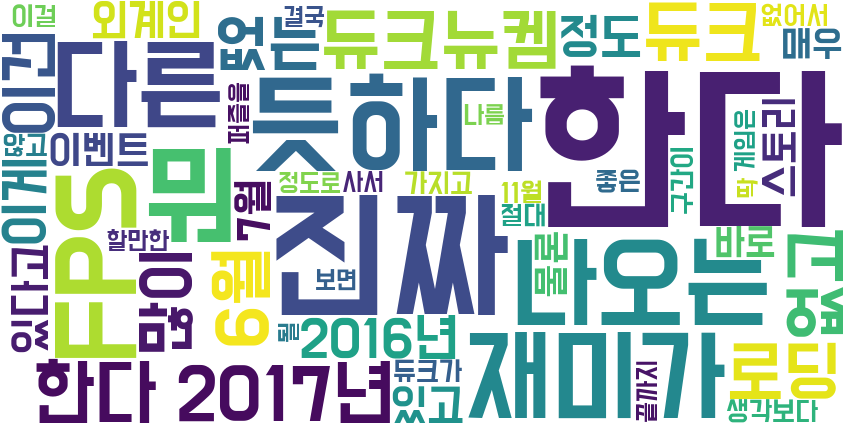 이걸
외계인
결국
듀크뉴켐
정도
듀크
없어서
매우
없는
이건
다른
듯하다
한다
퍼즐을
나름
않고
이벤트
이게
뭔
정도로
사서
가지고
11월
좋은
구간이
딱
게임은
스토리
FPS
7월
진짜
절대
할만한
보면
나오는
물론
바로
있다고
많이
6월
없고
멜
2016년
재미가
로딩
한다 2017년
듀크가
있고
끝까지
생각보다